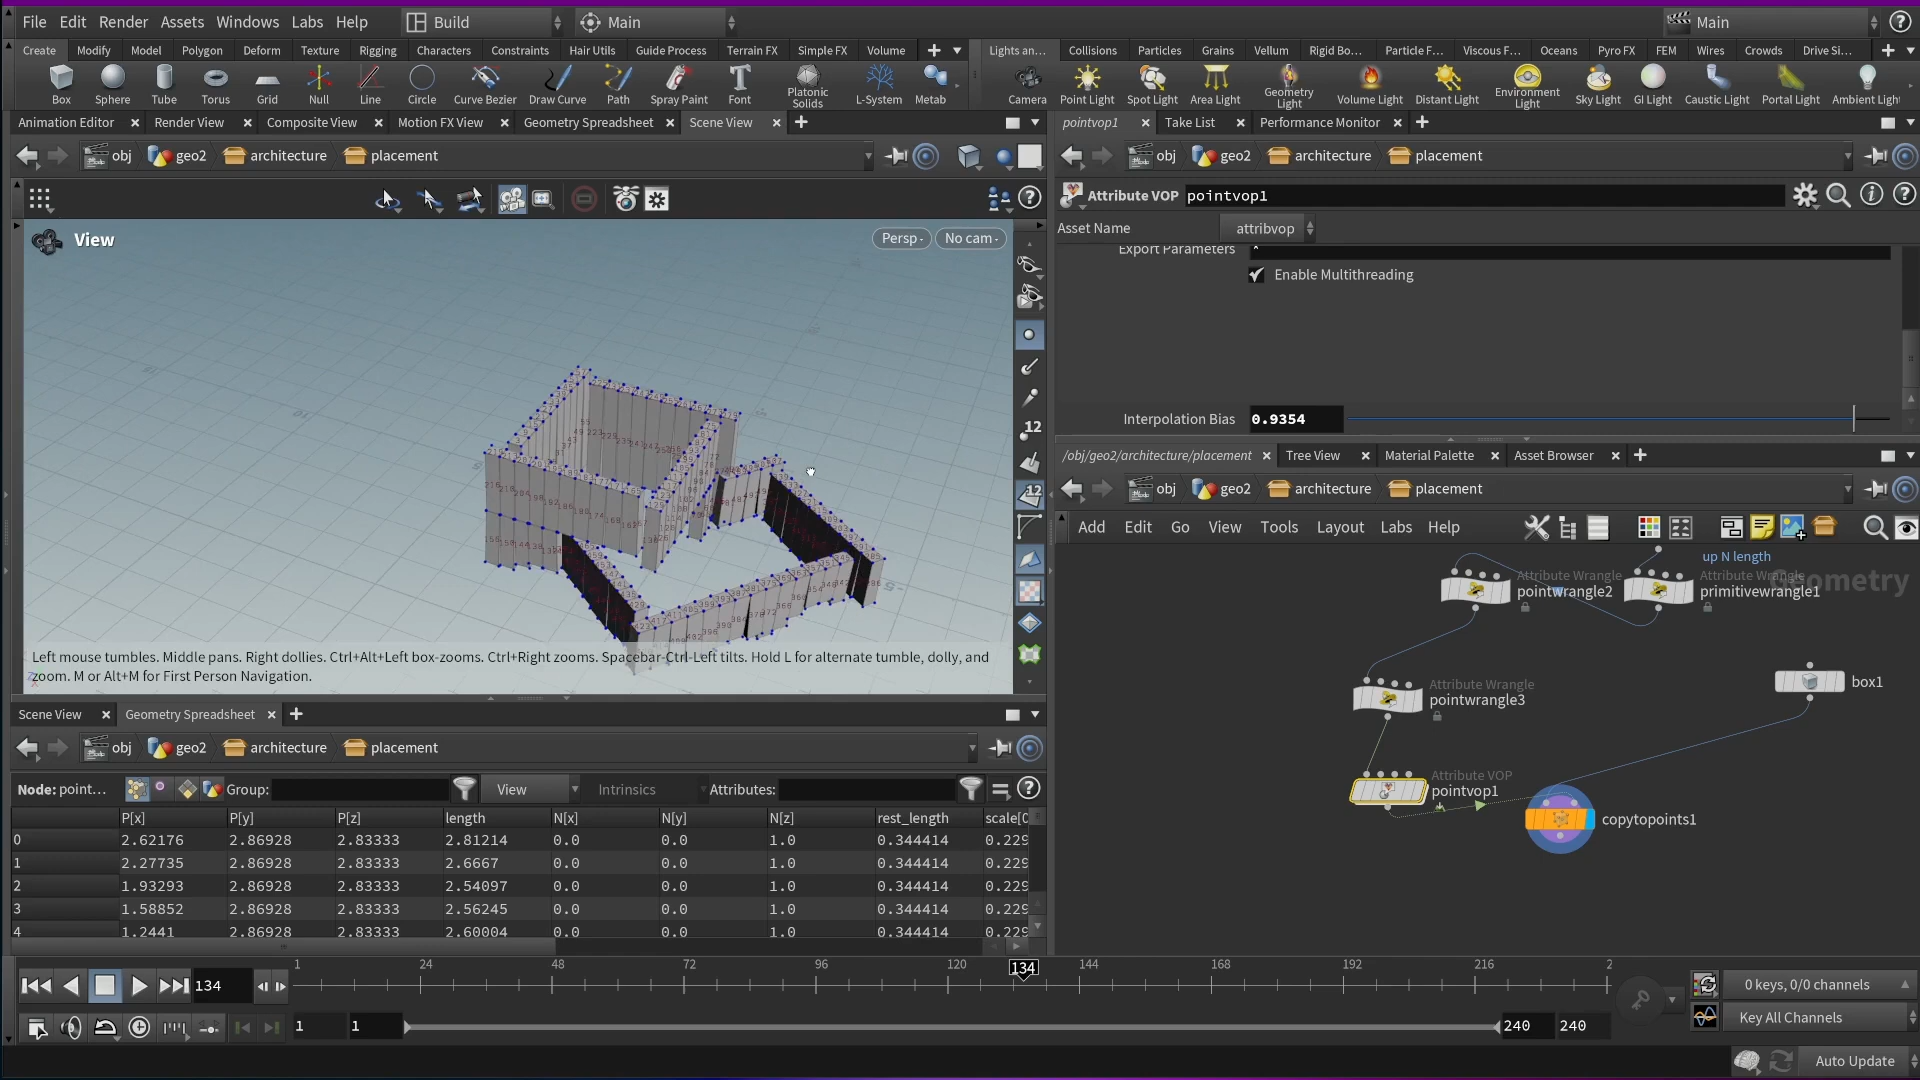 File Edit Render Assets Windows Labs Help Build Main Main
Create Modify Model Polygon Deform Texture Rigging Characters Constraints Hair Utils Guide Process Terrain FX Simple FX Volume Lights an... Collisions Particles Grains Vellum Rigid Bo... Particle F... Viscous F... Oceans Pyro FX FEM Wires Crowds Drive Si...
Box Sphere Tube Torus Grid Null Line Circle Curve Bezier Draw Curve Path Spray Paint Font Platonic Solids L-System Metab Camera Point Light Spot Light Area Light Geometry Light Volume Light Distant Light Environment Light Sky Light GI Light Caustic Light Portal Light Ambient Light
Animation Editor Render View Composite View Motion FX View Geometry Spreadsheet Scene View
obj geo2 architecture placement
View Persp No cam
Left mouse tumbles. Middle pans. Right dollies. Ctrl+Alt+Left box-zooms. Ctrl+Right zooms. Spacebar-Ctrl-Left tilts. Hold L for alternate tumble, dolly, and
zoom. M or Alt+M for First Person Navigation.
12
12
pointvop1 Take List Performance Monitor
obj geo2 architecture placement
Attribute VOP pointvop1
Asset Name attribvop
Export Parameters *
Enable Multithreading
Interpolation Bias 0.9354
/obj/geo2/architecture/placement Tree View Material Palette Asset Browser
obj geo2 architecture placement
Add Edit Go View Tools Layout Labs Help
up N length
Geometry
Attribute Wrangle
pointwrangle2
Attribute Wrangle
primitivewrangle1
box1
Attribute Wrangle
pointwrangle3
Attribute VOP
pointvop1
copytopoints1
Scene View Geometry Spreadsheet
obj geo2 architecture placement
Node: point... Group: View Intrinsics Attributes:
P[x] P[y] P[z] length N[x] N[y] N[z] rest_length scale[0
0 2.62176 2.86928 2.83333 2.81214 0.0 0.0 1.0 0.344414 0.229
1 2.27735 2.86928 2.83333 2.6667 0.0 0.0 1.0 0.344414 0.229
2 1.93293 2.86928 2.83333 2.54097 0.0 0.0 1.0 0.344414 0.229
3 1.58852 2.86928 2.83333 2.56245 0.0 0.0 1.0 0.344414 0.229
4 1.2441 2.86928 2.83333 2.60004 0.0 0.0 1.0 0.344414 0.229
134 1 24 48 72 96 120 134 144 168 192 216 2
0 keys, 0/0 channels
1 1 240 240
Key All Channels
Auto Update